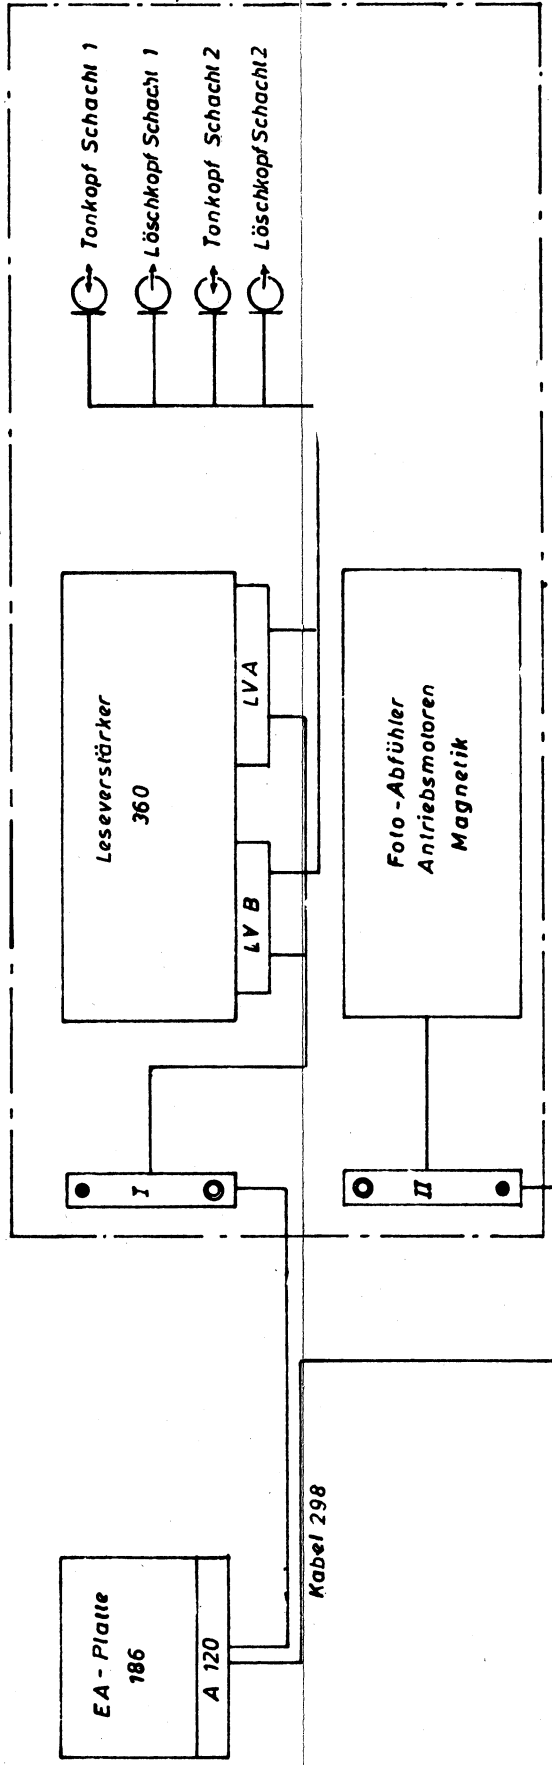 EA-Platte
186
A 120
Kabel 298
I
II
Leseverstärker
360
LV B
LV A
Foto-Abfühler
Antriebsmotoren
Magnetik
Tonkopf Schacht 1
Löschkopf Schacht 1
Tonkopf Schacht 2
Löschkopf Schacht 2